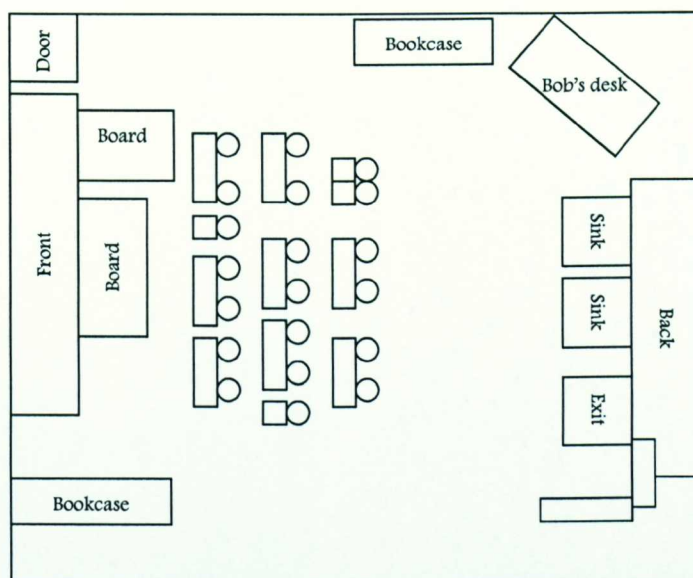 Door
Bookcase
Bob's desk
Board
Front
Board
Sink
Sink
Back
Exit
Bookcase